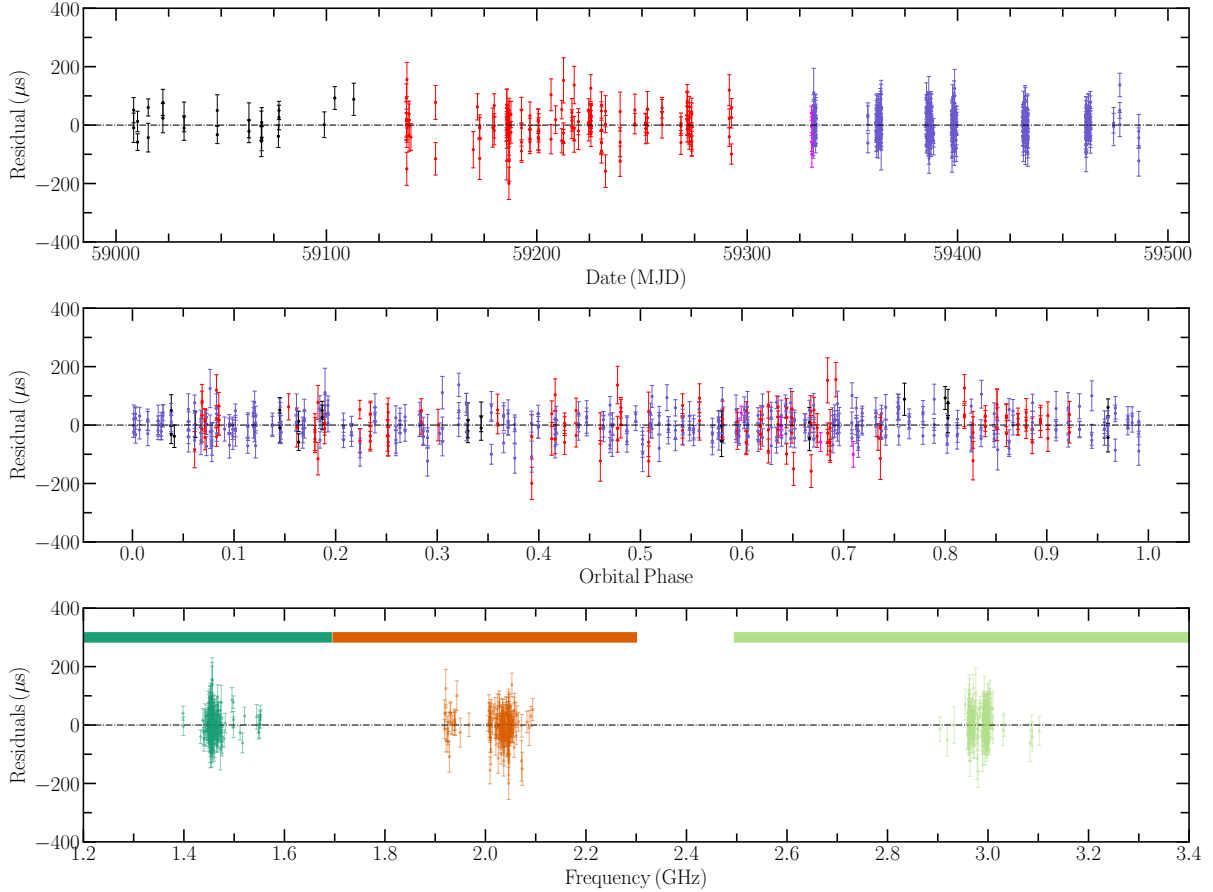 400
200
0
−200
−400
Residual (μs)
59000 59100 59200 59300 59400 59500
Date (MJD)
400
200
0
−200
−400
Residual (μs)
0.0 0.1 0.2 0.3 0.4 0.5 0.6 0.7 0.8 0.9 1.0
Orbital Phase
400
200
0
−200
−400
Residuals (μs)
1.2 1.4 1.6 1.8 2.0 2.2 2.4 2.6 2.8 3.0 3.2 3.4
Frequency (GHz)